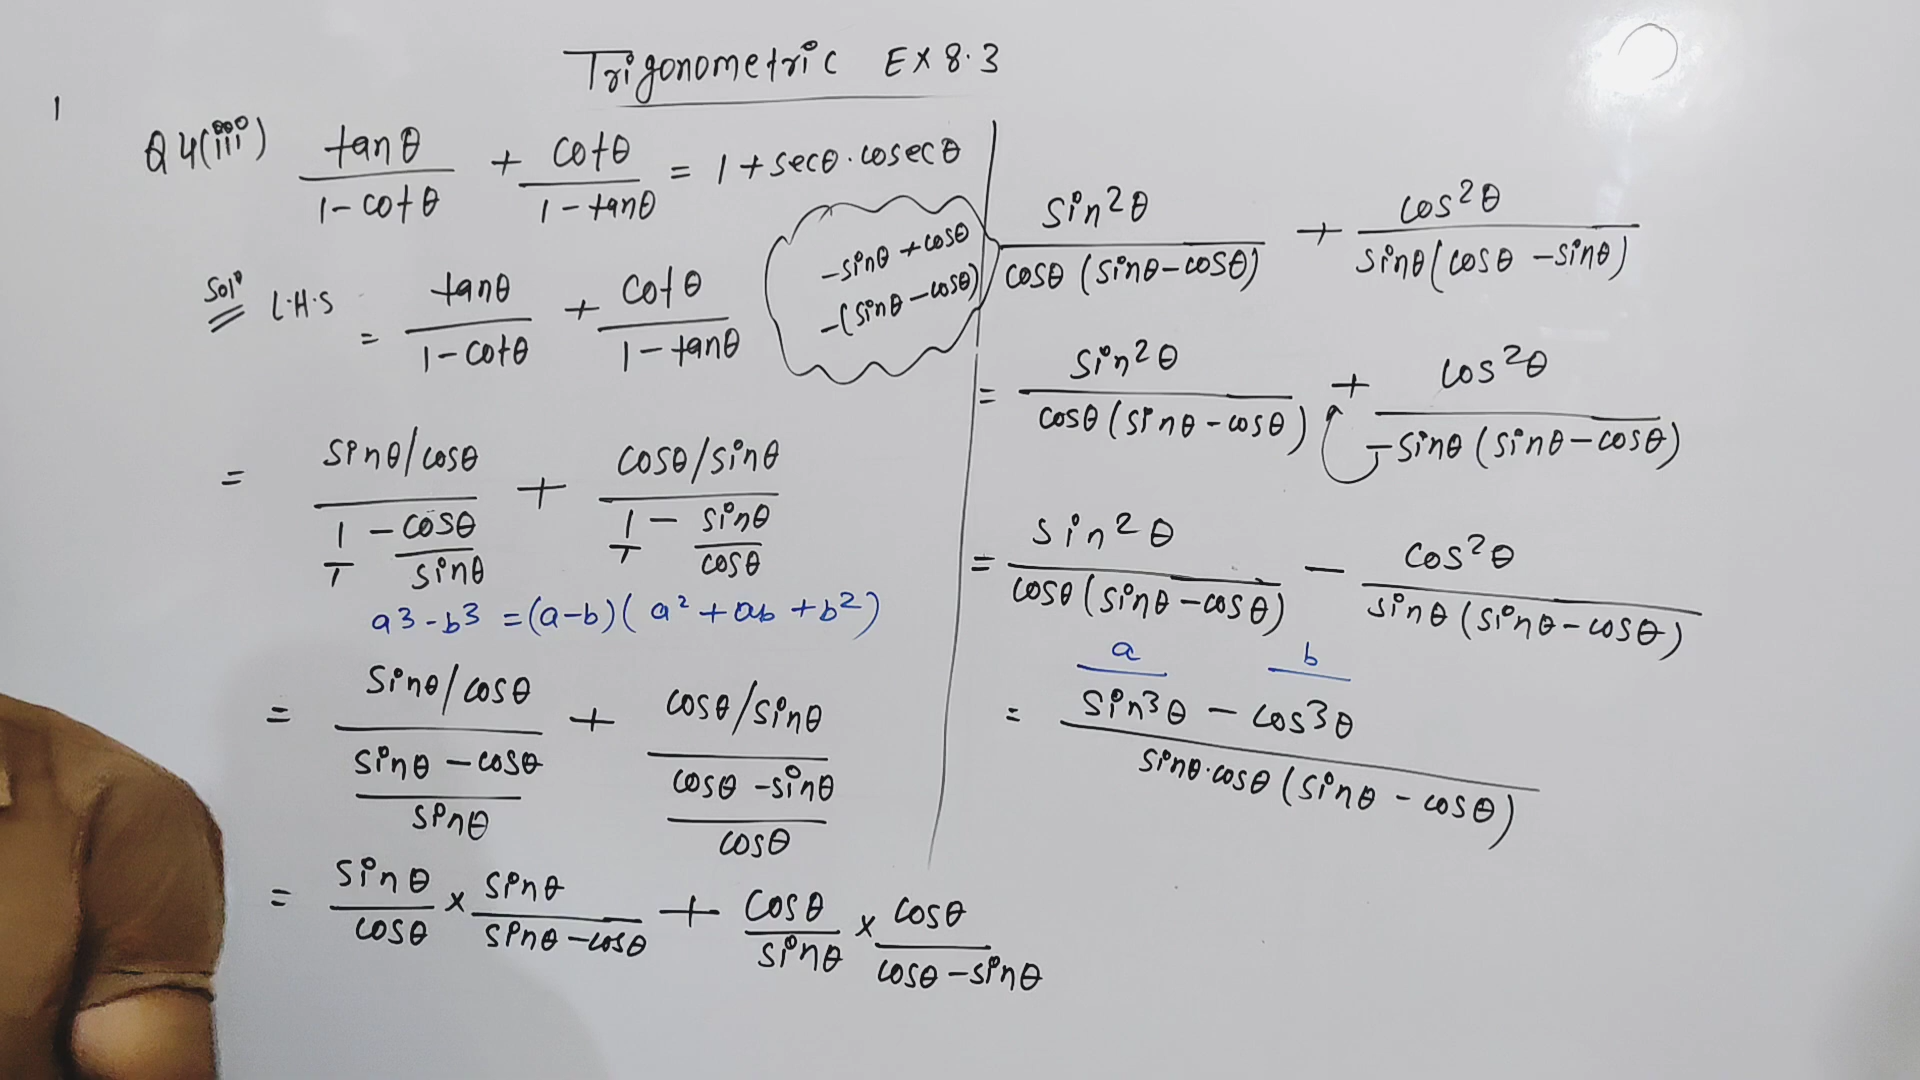 Trigonometric Ex 8.3
Q4(iii) tanθ/(1-cotθ) + cotθ/(1-tanθ) = 1+secθ.cosecθ
Solⁿ L.H.S = tanθ/(1-cotθ) + cotθ/(1-tanθ)
= (sinθ/cosθ)/(1/1 - cosθ/sinθ) + (cosθ/sinθ)/(1/1 - sinθ/cosθ)
a³-b³ =(a-b)(a²+ab+b²)
= (sinθ/cosθ)/((sinθ-cosθ)/sinθ) + (cosθ/sinθ)/((cosθ-sinθ)/cosθ)
= sinθ/cosθ × sinθ/(sinθ-cosθ) + cosθ/sinθ × cosθ/(cosθ-sinθ)
-sinθ+cosθ
-(sinθ-cosθ)
sin²θ/(cosθ(sinθ-cosθ)) + cos²θ/(sinθ(cosθ-sinθ))
= sin²θ/(cosθ(sinθ-cosθ)) + cos²θ/(-sinθ(sinθ-cosθ))
= sin²θ/(cosθ(sinθ-cosθ)) - cos²θ/(sinθ(sinθ-cosθ))
a b
= (sin³θ - cos³θ)/(sinθ.cosθ(sinθ-cosθ))